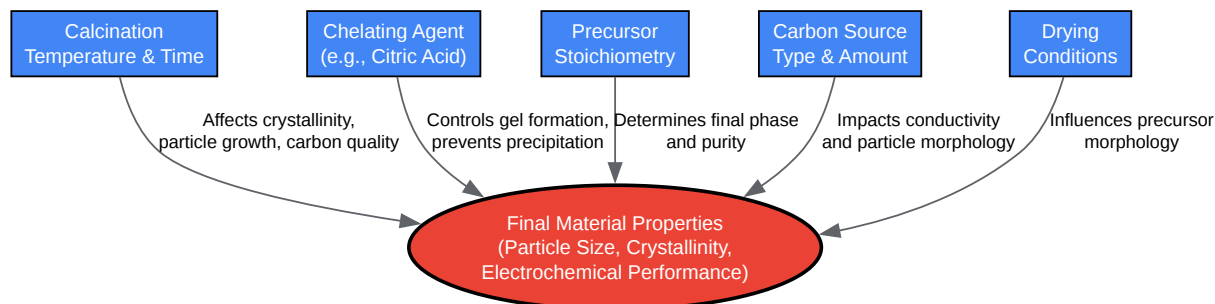 Calcination
Temperature & Time
Chelating Agent
(e.g., Citric Acid)
Precursor
Stoichiometry
Carbon Source
Type & Amount
Drying
Conditions
Affects crystallinity,
particle growth, carbon quality
Controls gel formation,
prevents precipitation
Determines final phase
and purity
Impacts conductivity
and particle morphology
Influences precursor
morphology
Final Material Properties
(Particle Size, Crystallinity,
Electrochemical Performance)